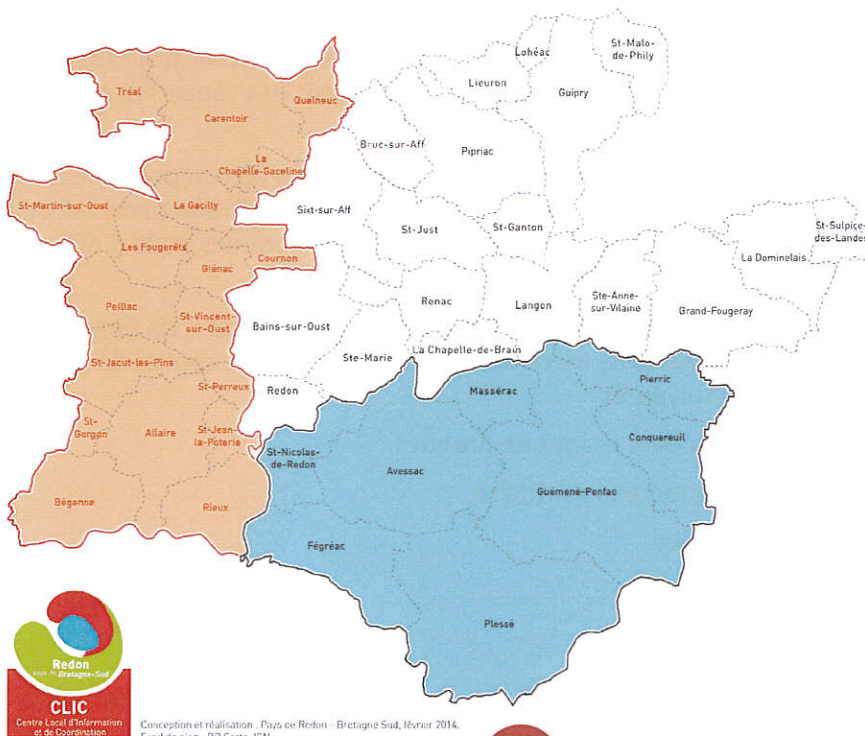 St-Malo-
de-Phily
Lohéac
Lieuron
Guipry
Tréal
Quelneuc
Carentoir
Bruc-sur-Aff
Pipriac
La
Chapelle-Gaceline
St-Martin-sur-Oust
La Gacilly
Sixt-sur-Aff
St-Just
St-Ganton
St-Sulpice-
des-Landes
Les Fougerêts
Cournon
La Dominelais
Glénac
Peillac
St-Vincent-
sur-Oust
Renac
Langon
Ste-Anne-
sur-Vilaine
Grand-Fougeray
Bains-sur-Oust
Ste-Marie
La Chapelle-de-Brain
St-Jacut-les-Pins
St-Perreux
Redon
Massérac
Pierric
St-
Gorgon
Allaire
St-Jean-
la-Poterie
St-Nicolas-
de-Redon
Avessac
Conquereuil
Guémené-Penfao
Béganne
Rieux
Fégréac
Plessé
Redon
pays de Bretagne-Sud
CLIC
Centre Local d'Information
et de Coordination
Conception et réalisation : Pays de Redon - Bretagne Sud, février 2014.